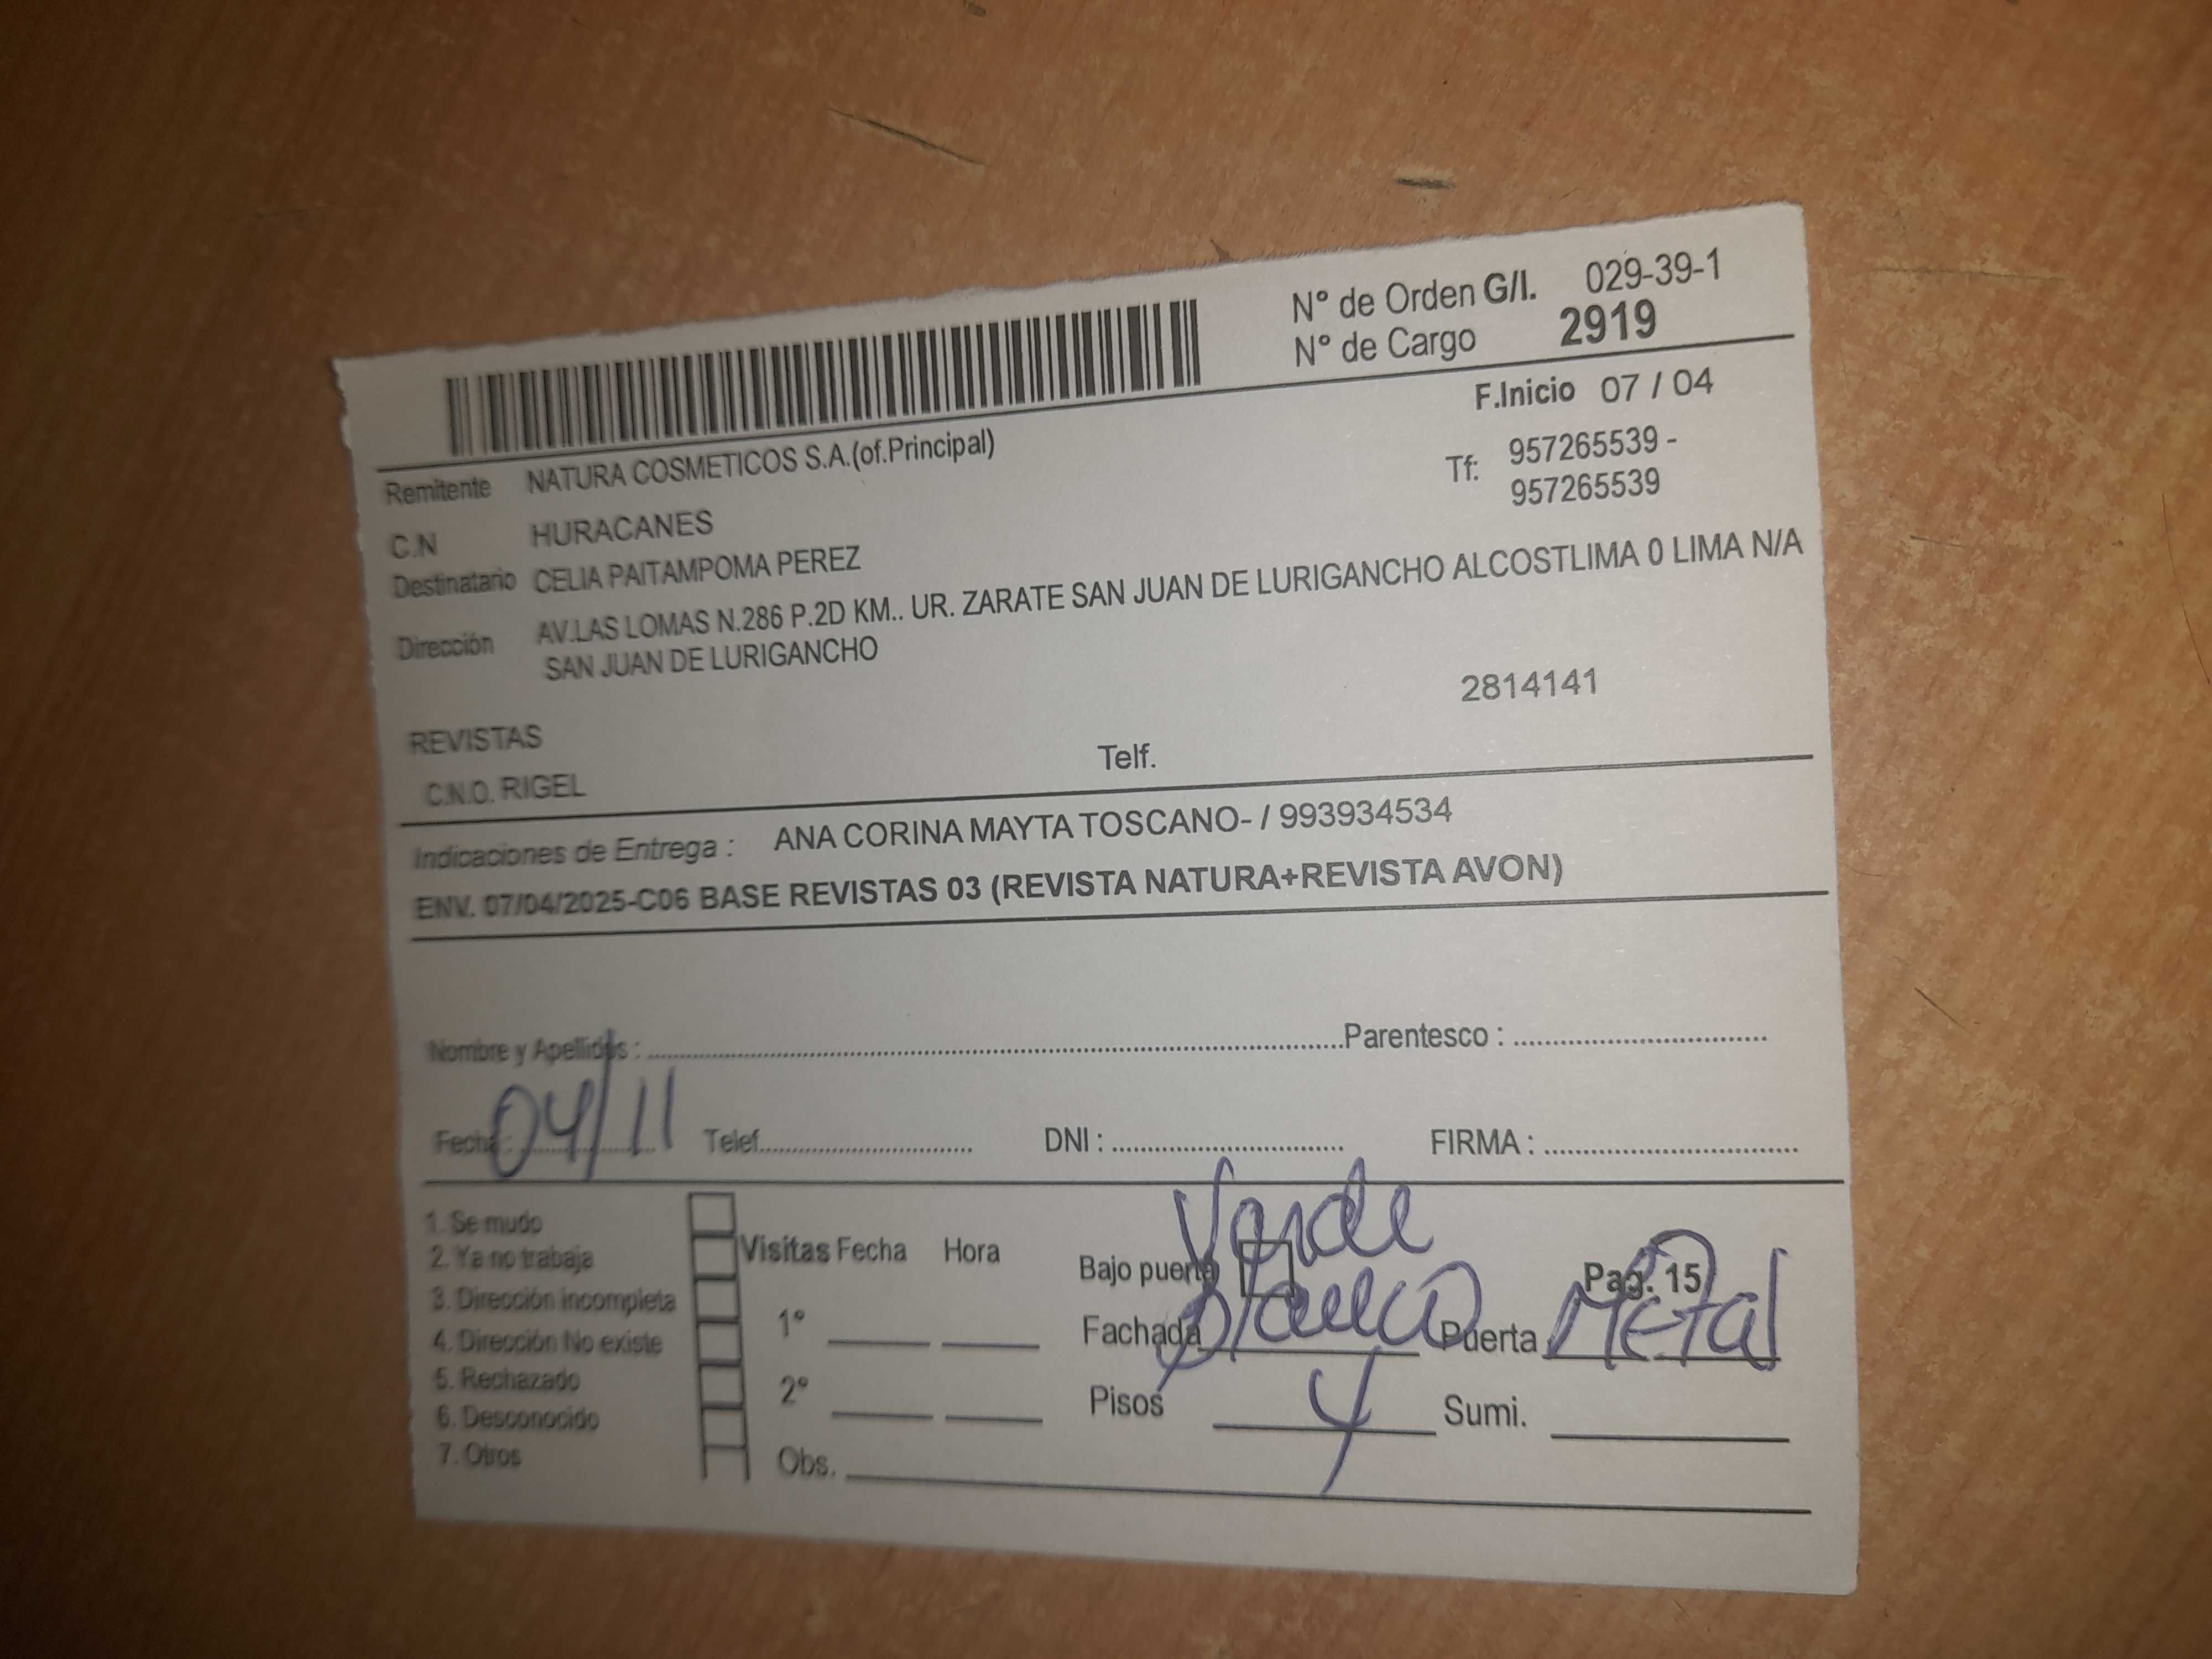 N° de Orden G/I. 029-39-1
N° de Cargo 2919
F.Inicio 07 / 04
Remitente NATURA COSMETICOS S.A.(of.Principal)
Tf: 957265539 -
957265539
C.N HURACANES
Destinatario CELIA PAITAMPOMA PEREZ
Dirección AV.LAS LOMAS N.286 P.2D KM.. UR. ZARATE SAN JUAN DE LURIGANCHO ALCOSTLIMA 0 LIMA N/A
SAN JUAN DE LURIGANCHO
2814141
REVISTAS
C.N.O. RIGEL Telf.
Indicaciones de Entrega : ANA CORINA MAYTA TOSCANO- / 993934534
ENV. 07/04/2025-C06 BASE REVISTAS 03 (REVISTA NATURA+REVISTA AVON)
Nombre y Apellidos : Parentesco :
Fecha : 04/11 Telef. DNI : FIRMA :
1. Se mudo
2. Ya no trabaja
3. Dirección incompleta
4. Dirección No existe
5. Rechazado
6. Desconocido
7. Otros
Visitas Fecha Hora
1°
2°
Obs.
Verde
Bajo puerta Pag. 15
Fachada blanco Puerta Metal
Pisos 4 Sumi.